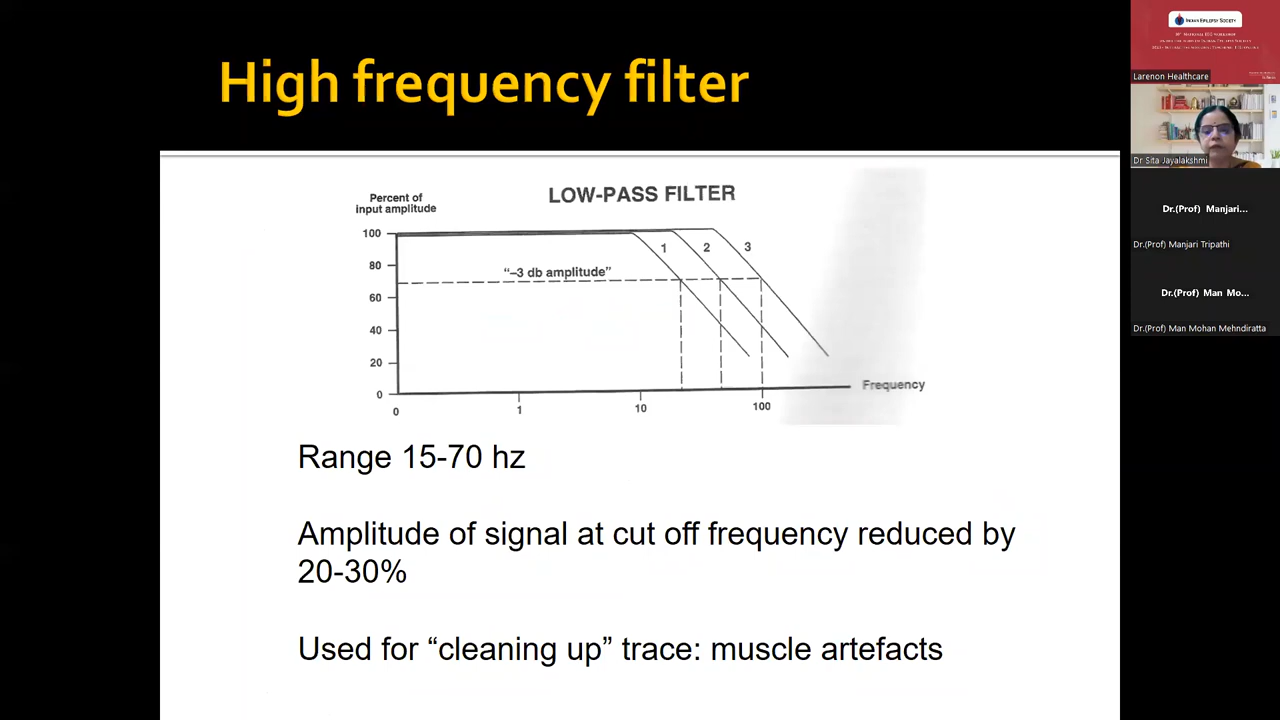 High frequency filter
LOW-PASS FILTER
Percent of
input amplitude
100
80
60
40
20
0
1
2
3
"–3 db amplitude"
0
1
10
100
Frequency
Range 15-70 hz
Amplitude of signal at cut off frequency reduced by
20-30%
Used for “cleaning up” trace: muscle artefacts
INDIAN EPILEPSY SOCIETY
Larenon Healthcare
Dr Sita Jayalakshmi
Dr.(Prof) Manjari...
Dr.(Prof) Manjari Tripathi
Dr.(Prof) Man Mo...
Dr.(Prof) Man Mohan Mehndiratta